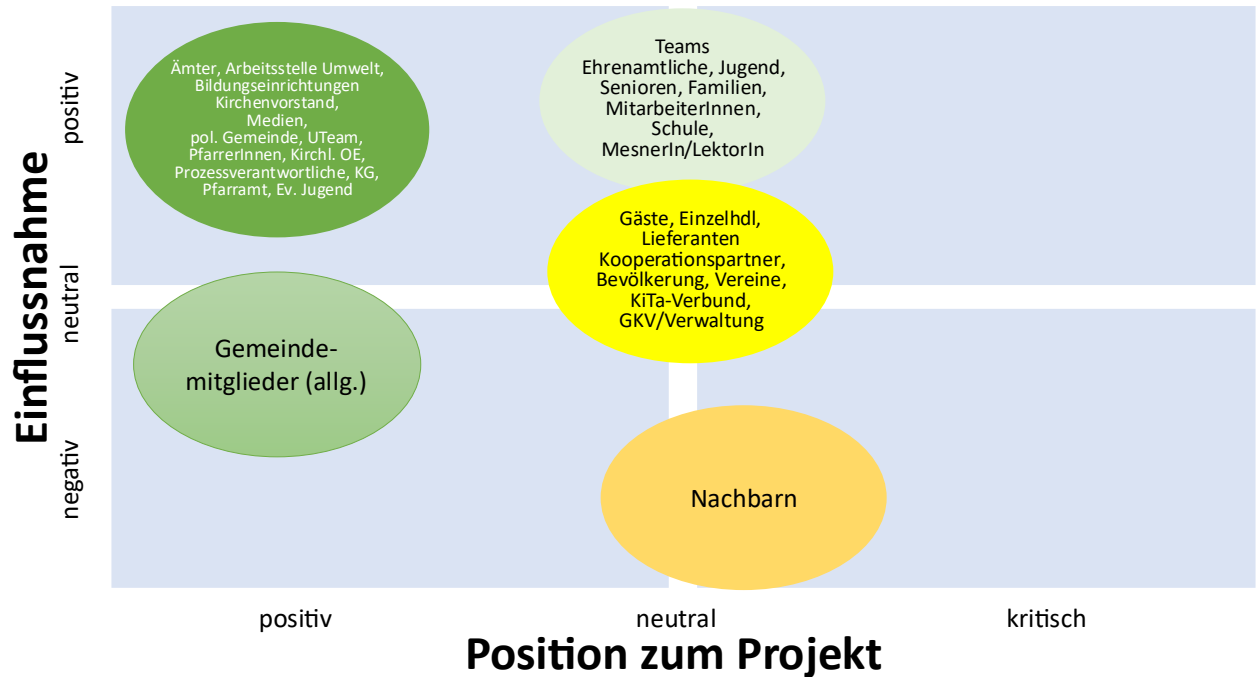 Einflussnahme
positiv
neutral
negativ
Ämter, Arbeitsstelle Umwelt,
Bildungseinrichtungen
Kirchenvorstand,
Medien,
pol. Gemeinde, UTeam,
PfarrerInnen, Kirchl. OE,
Prozessverantwortliche, KG,
Pfarramt, Ev. Jugend
Teams
Ehrenamtliche, Jugend,
Senioren, Familien,
MitarbeiterInnen,
Schule,
MesnerIn/LektorIn
Gäste, Einzelhdl,
Lieferanten
Kooperationspartner,
Bevölkerung, Vereine,
KiTa-Verbund,
GKV/Verwaltung
Gemeinde-
mitglieder (allg.)
Nachbarn
positiv
neutral
kritisch
Position zum Projekt